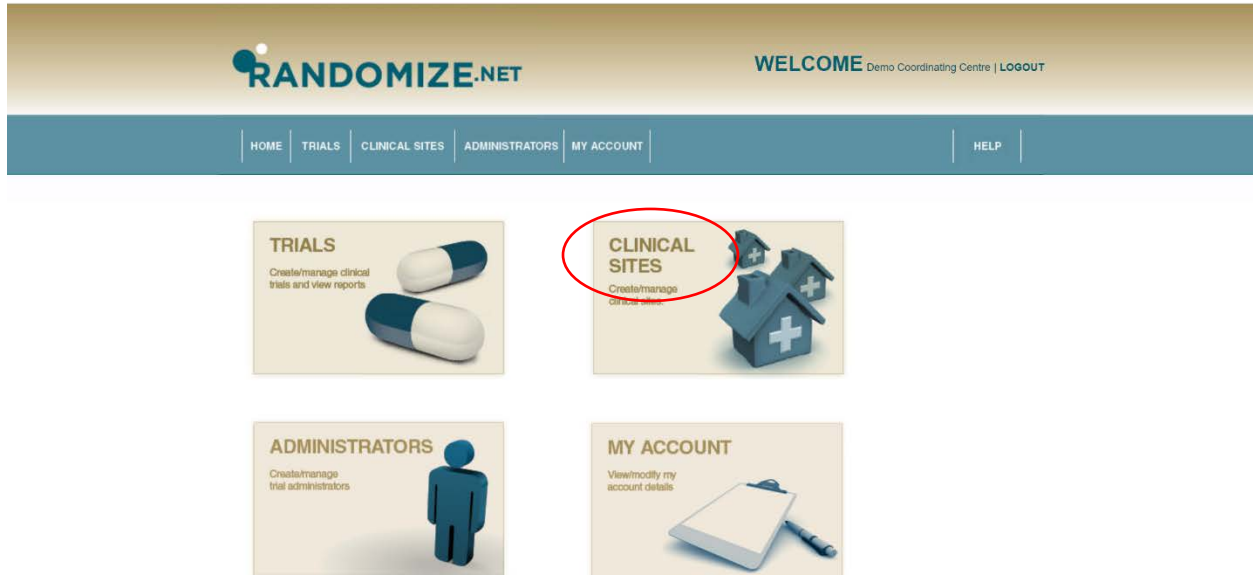 RANDOMIZE.NET
WELCOME Demo Coordinating Centre | LOGOUT
HOME TRIALS CLINICAL SITES ADMINISTRATORS MY ACCOUNT HELP
TRIALS
Create/manage clinical
trials and view reports
CLINICAL
SITES
Create/manage
clinical sites.
ADMINISTRATORS
Create/manage
trial administrators
MY ACCOUNT
View/modify my
account details